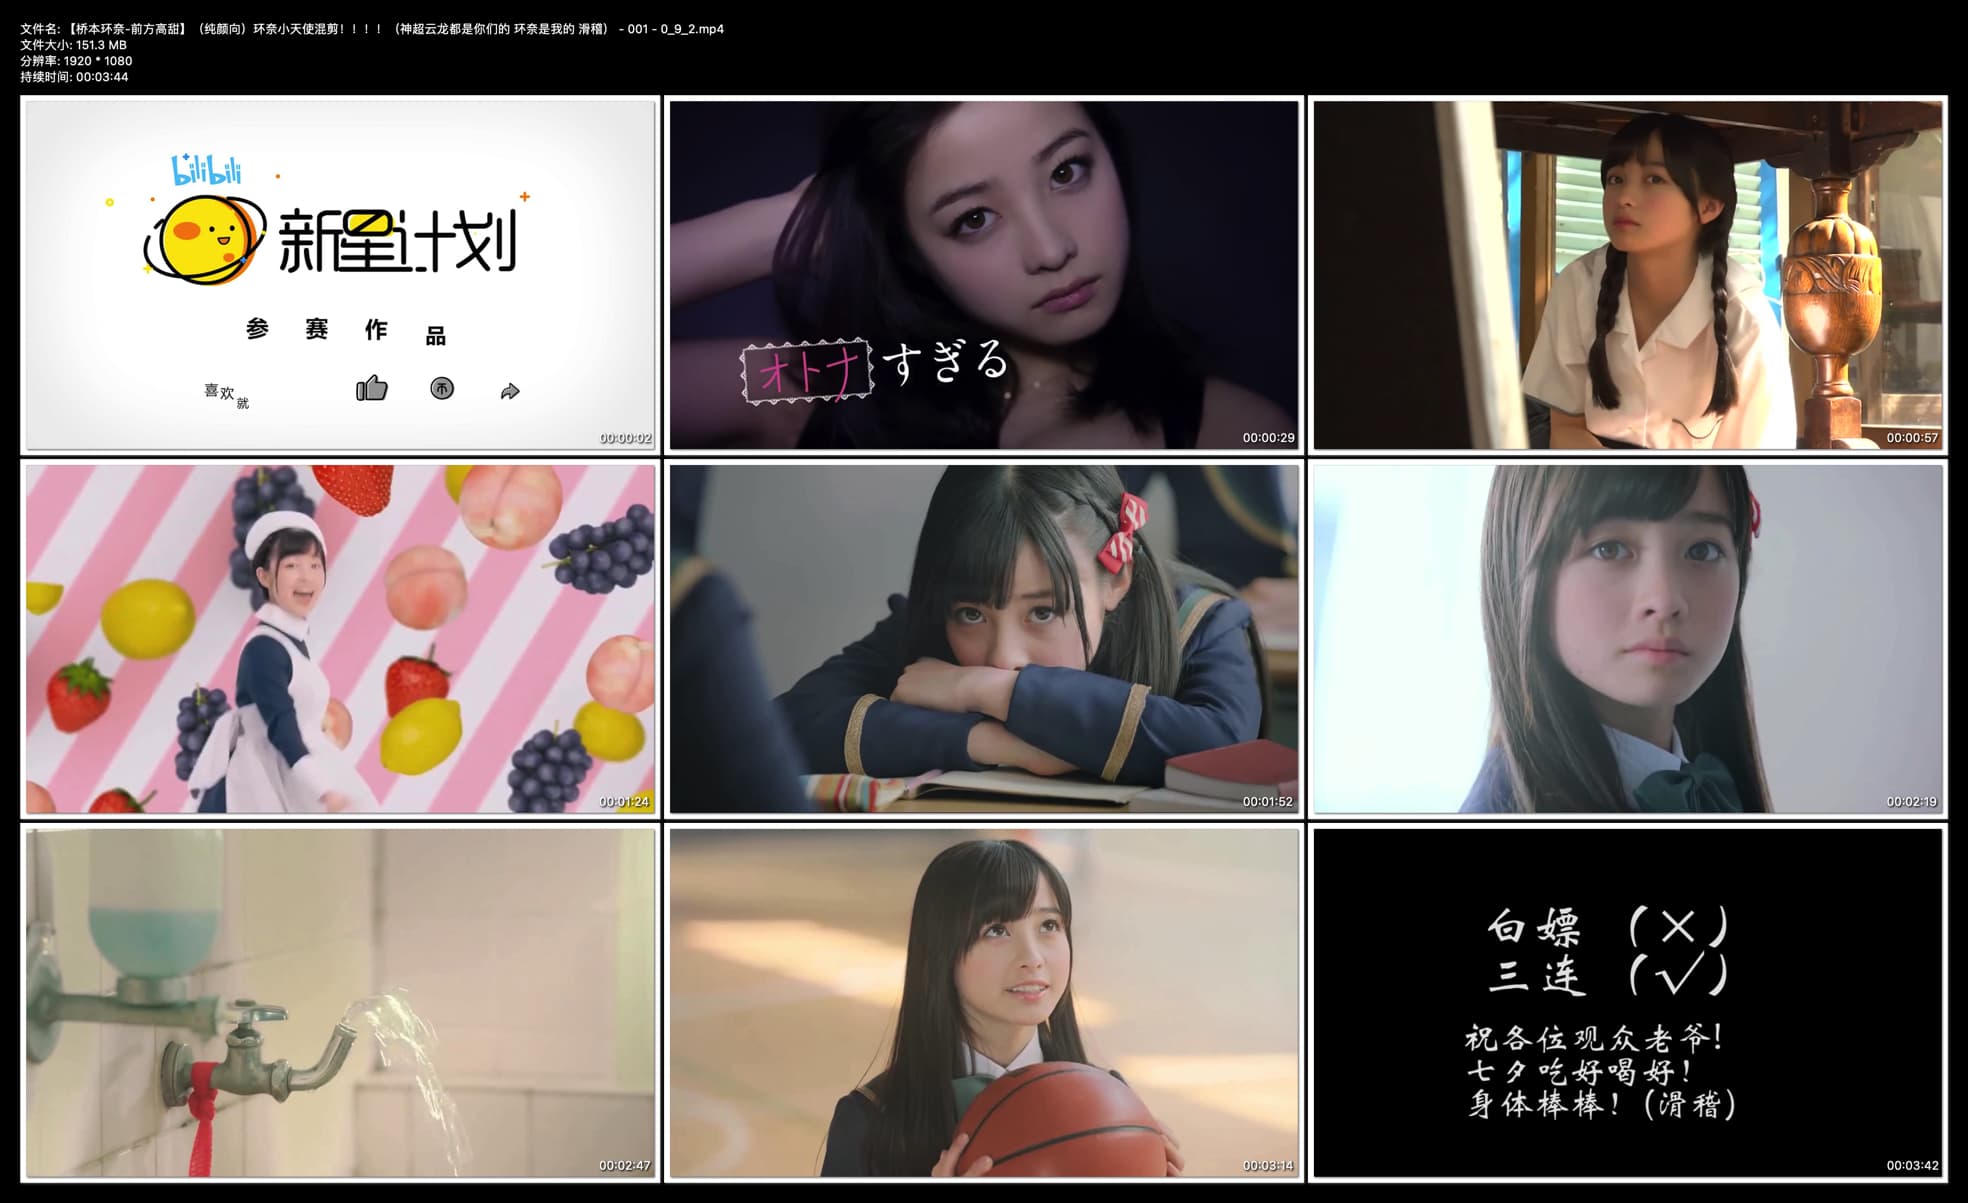 文件名: 【桥本环奈-前方高甜】（纯颜向）环奈小天使混剪！！！！（神超云龙都是你们的 环奈是我的 滑稽） - 001 - 0_9_2.mp4
文件大小: 151.3 MB
分辨率: 1920 * 1080
持续时间: 00:03:44
bilibili
新星计划
参赛作品
喜欢就
币
00:00:02
オトナすぎる
00:00:29
00:00:57
00:01:24
00:01:52
00:02:19
00:02:47
00:03:14
白嫖 （×）
三连 （√）
祝各位观众老爷！
七夕吃好喝好！
身体棒棒！（滑稽）
00:03:42